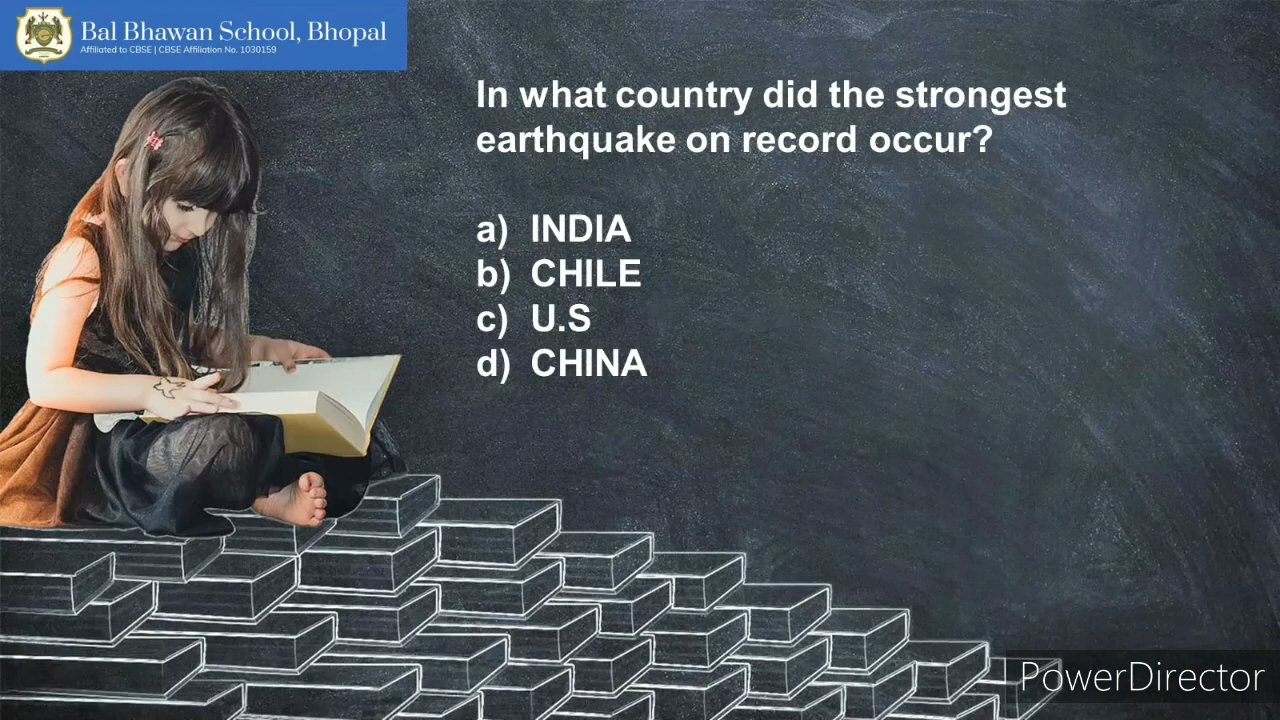 Bal Bhawan School, Bhopal
Affiliated to CBSE | CBSE Affiliation No. 1030159
In what country did the strongest
earthquake on record occur?
a) INDIA
b) CHILE
c) U.S
d) CHINA
PowerDirector